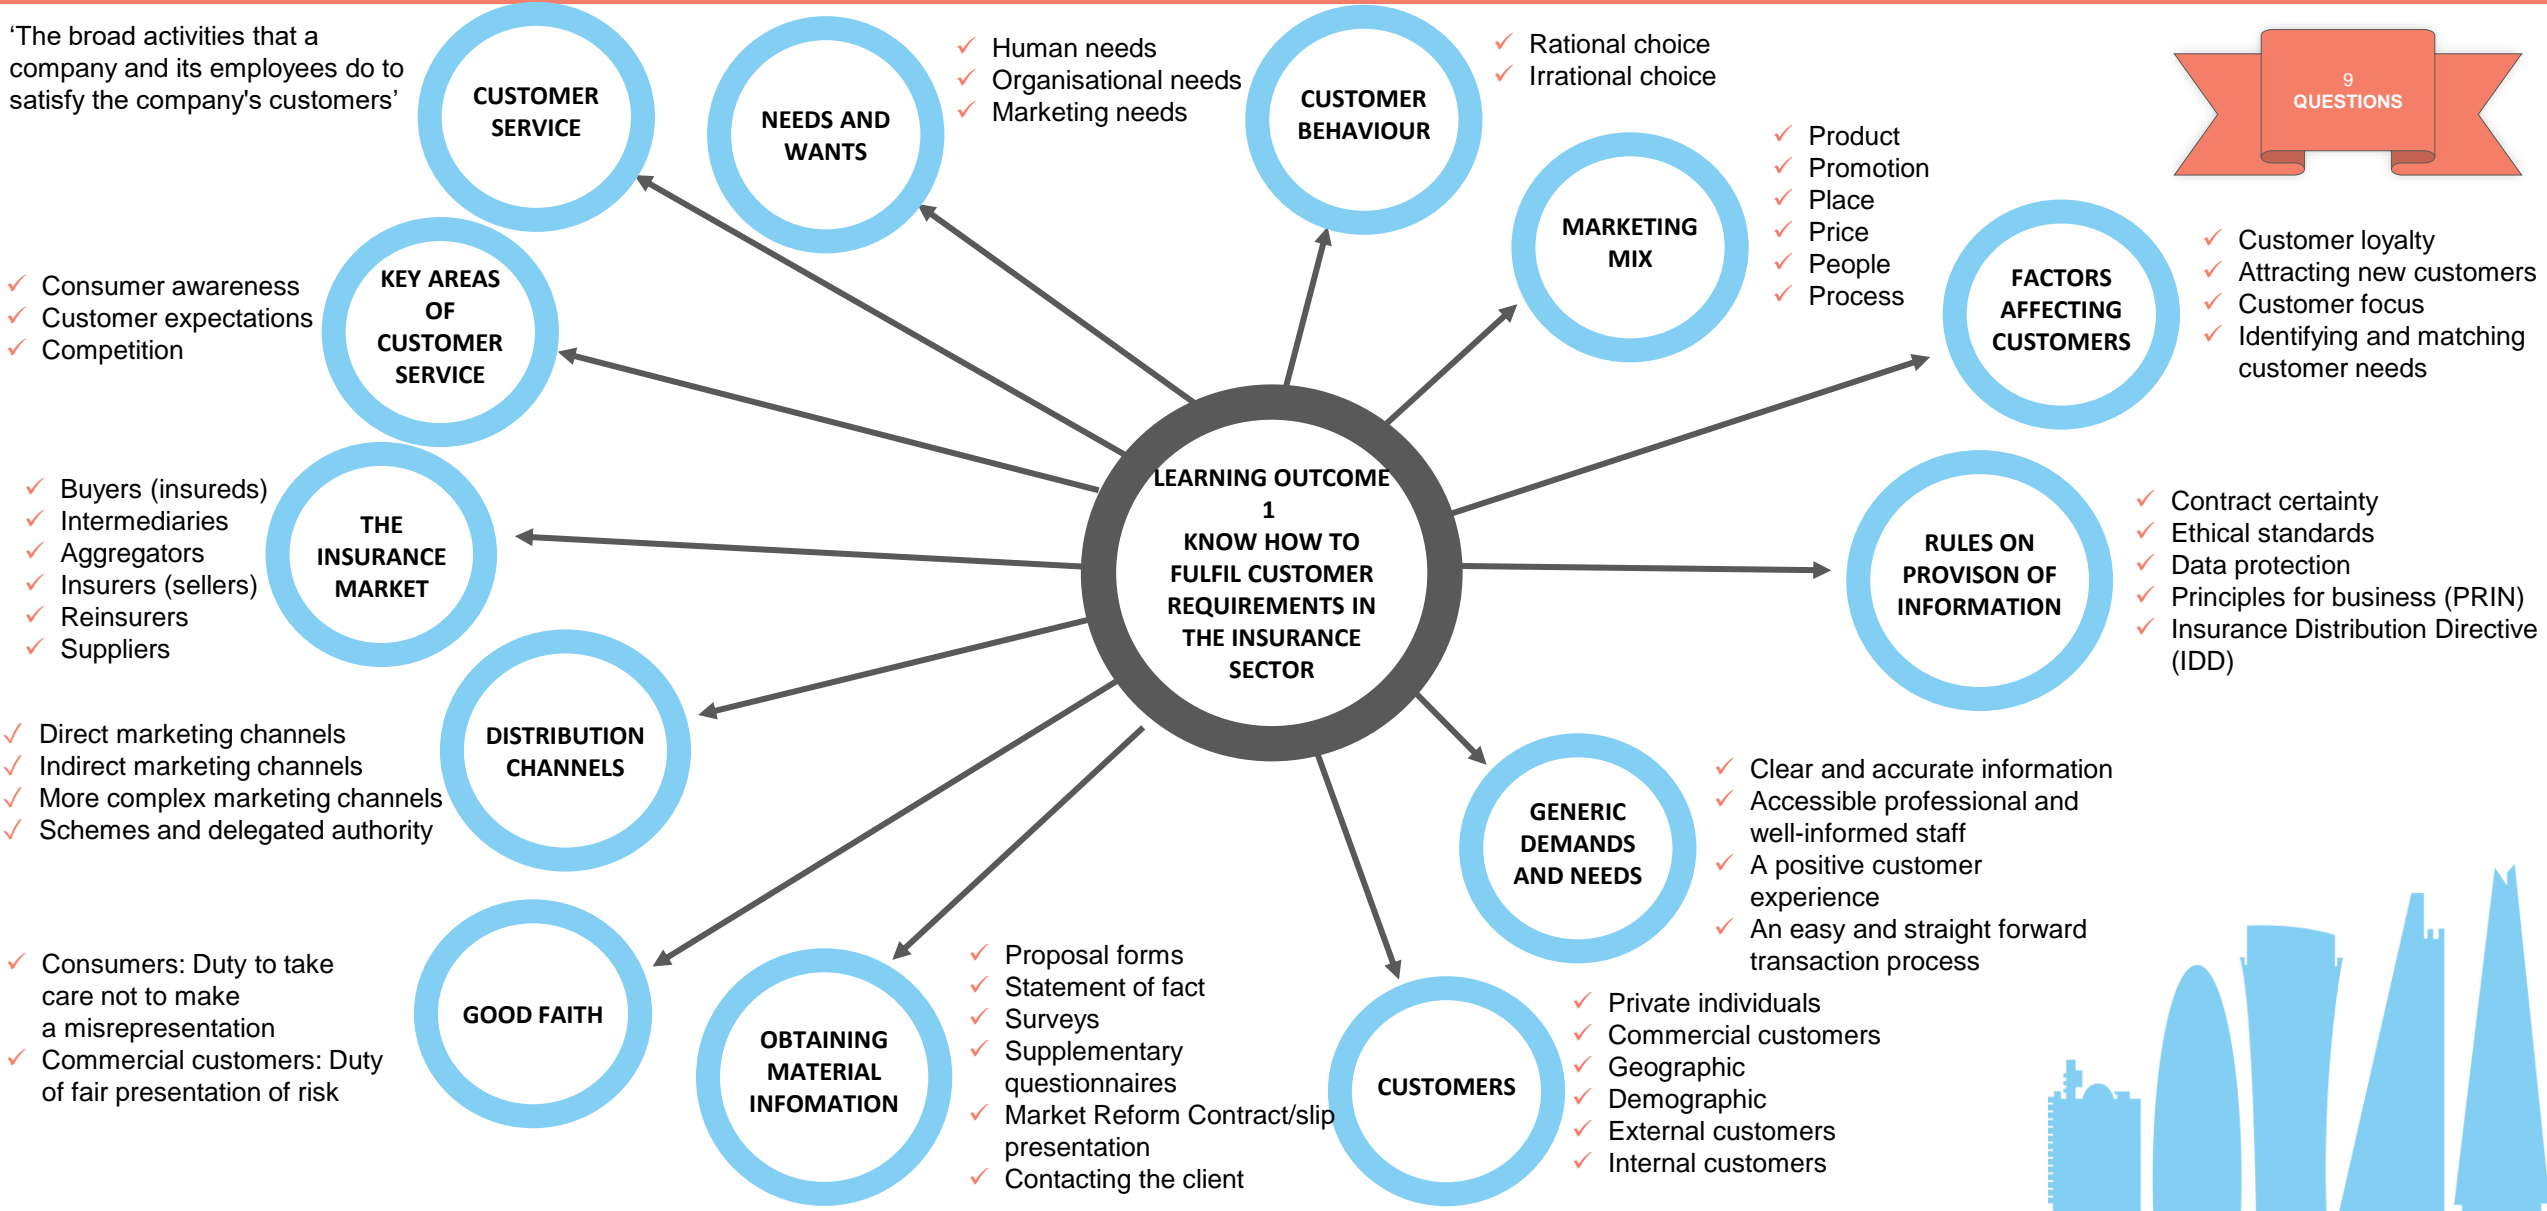 ‘The broad activities that a
company and its employees do to
satisfy the company's customers’
CUSTOMER
SERVICE
NEEDS AND
WANTS
Human needs
Organisational needs
Marketing needs
CUSTOMER
BEHAVIOUR
Rational choice
Irrational choice
MARKETING
MIX
Product
Promotion
Place
Price
People
Process
9
QUESTIONS
FACTORS
AFFECTING
CUSTOMERS
Customer loyalty
Attracting new customers
Customer focus
Identifying and matching
customer needs
KEY AREAS
OF
CUSTOMER
SERVICE
Consumer awareness
Customer expectations
Competition
THE
INSURANCE
MARKET
Buyers (insureds)
Intermediaries
Aggregators
Insurers (sellers)
Reinsurers
Suppliers
LEARNING OUTCOME
1
KNOW HOW TO
FULFIL CUSTOMER
REQUIREMENTS IN
THE INSURANCE
SECTOR
RULES ON
PROVISON OF
INFORMATION
Contract certainty
Ethical standards
Data protection
Principles for business (PRIN)
Insurance Distribution Directive
(IDD)
DISTRIBUTION
CHANNELS
Direct marketing channels
Indirect marketing channels
More complex marketing channels
Schemes and delegated authority
GENERIC
DEMANDS
AND NEEDS
Clear and accurate information
Accessible professional and
well-informed staff
A positive customer
experience
An easy and straight forward
transaction process
GOOD FAITH
Consumers: Duty to take
care not to make
a misrepresentation
Commercial customers: Duty
of fair presentation of risk
OBTAINING
MATERIAL
INFOMATION
Proposal forms
Statement of fact
Surveys
Supplementary
questionnaires
Market Reform Contract/slip
presentation
Contacting the client
CUSTOMERS
Private individuals
Commercial customers
Geographic
Demographic
External customers
Internal customers